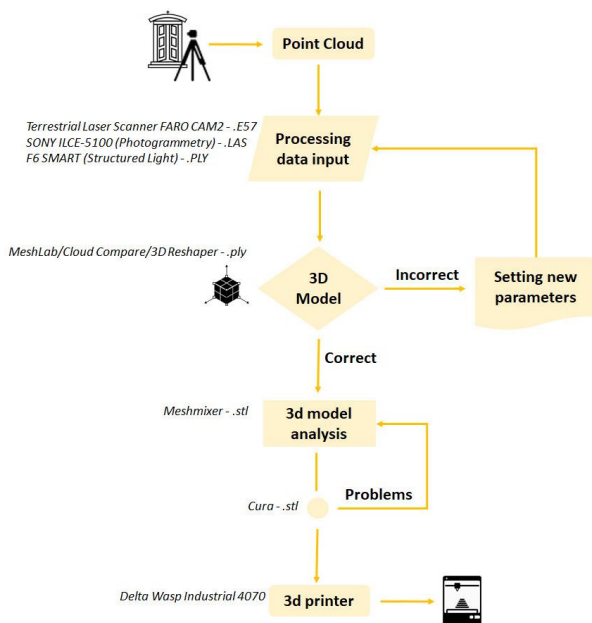 Point Cloud
Terrestrial Laser Scanner FARO CAM2 - .E57
SONY ILCE-5100 (Photogrammetry) - .LAS
F6 SMART (Structured Light) - .PLY
Processing
data input
MeshLab/Cloud Compare/3D Reshaper - .ply
3D
Model
Incorrect
Setting new
parameters
Correct
Meshmixer - .stl
3d model
analysis
Problems
Cura - .stl
Delta Wasp Industrial 4070
3d printer